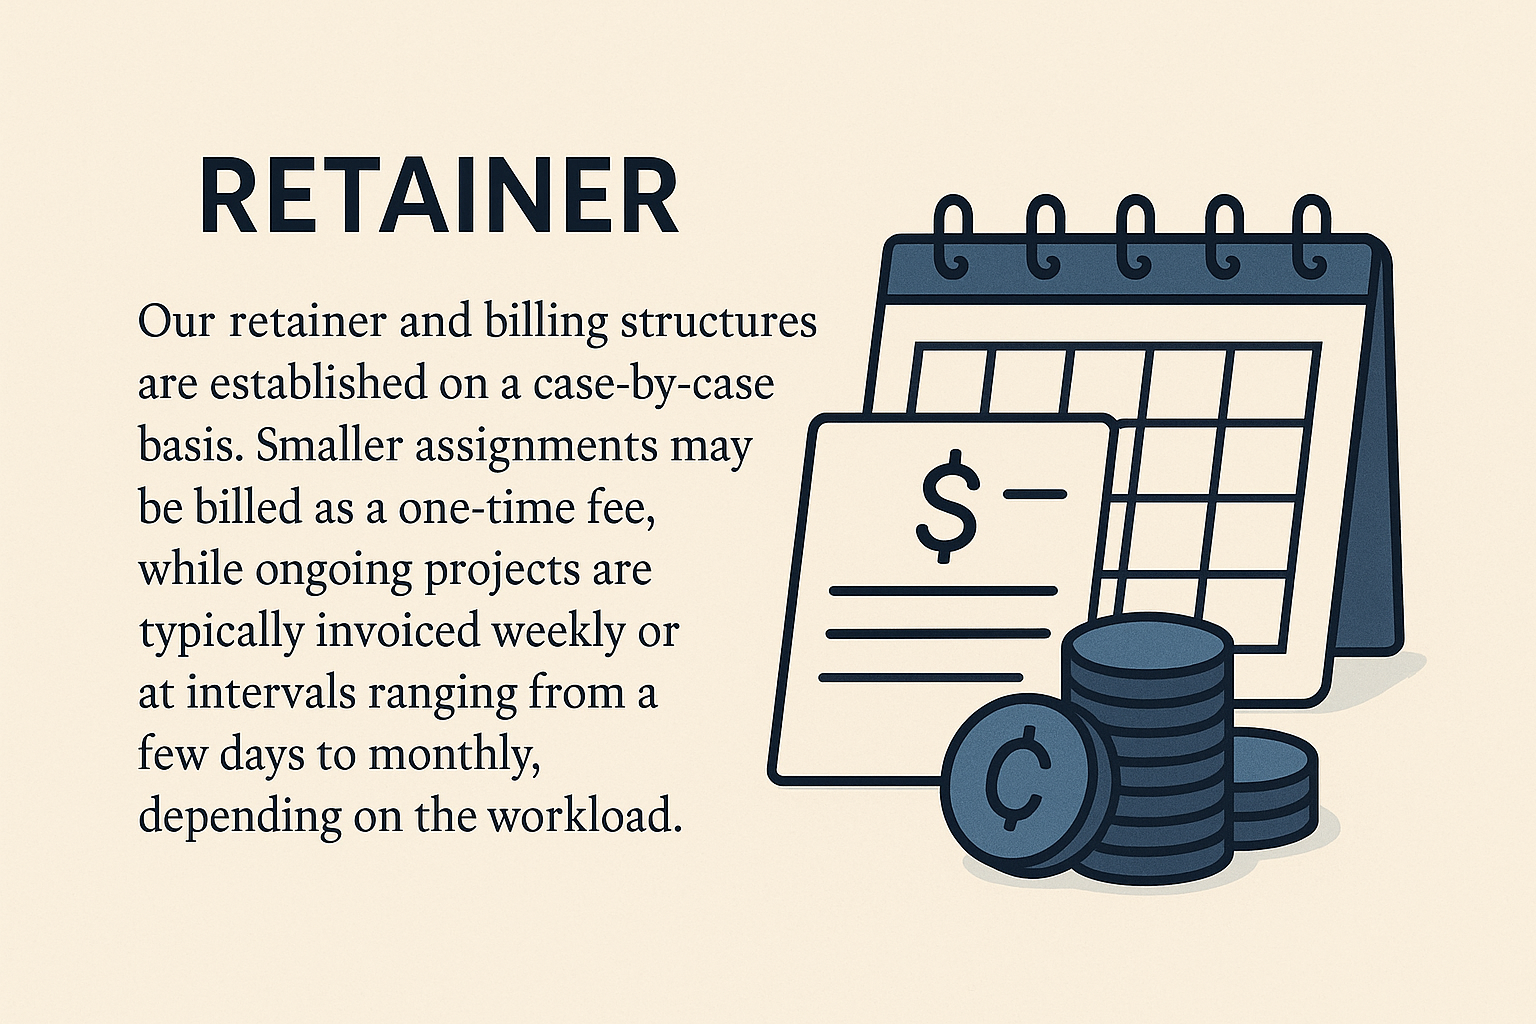 RETAINER
Our retainer and billing structures
are established on a case-by-case
basis. Smaller assignments may
be billed as a one-time fee,
while ongoing projects are
typically invoiced weekly or
at intervals ranging from a
few days to monthly,
depending on the workload.
$
¢